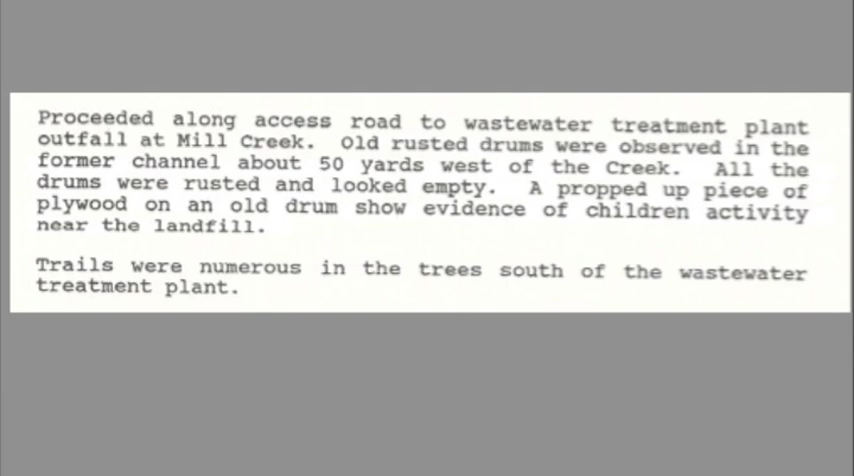 Proceeded along access road to wastewater treatment plant
outfall at Mill Creek. Old rusted drums were observed in the
former channel about 50 yards west of the Creek. All the
drums were rusted and looked empty. A propped up piece of
plywood on an old drum show evidence of children activity
near the landfill.
Trails were numerous in the trees south of the wastewater
treatment plant.